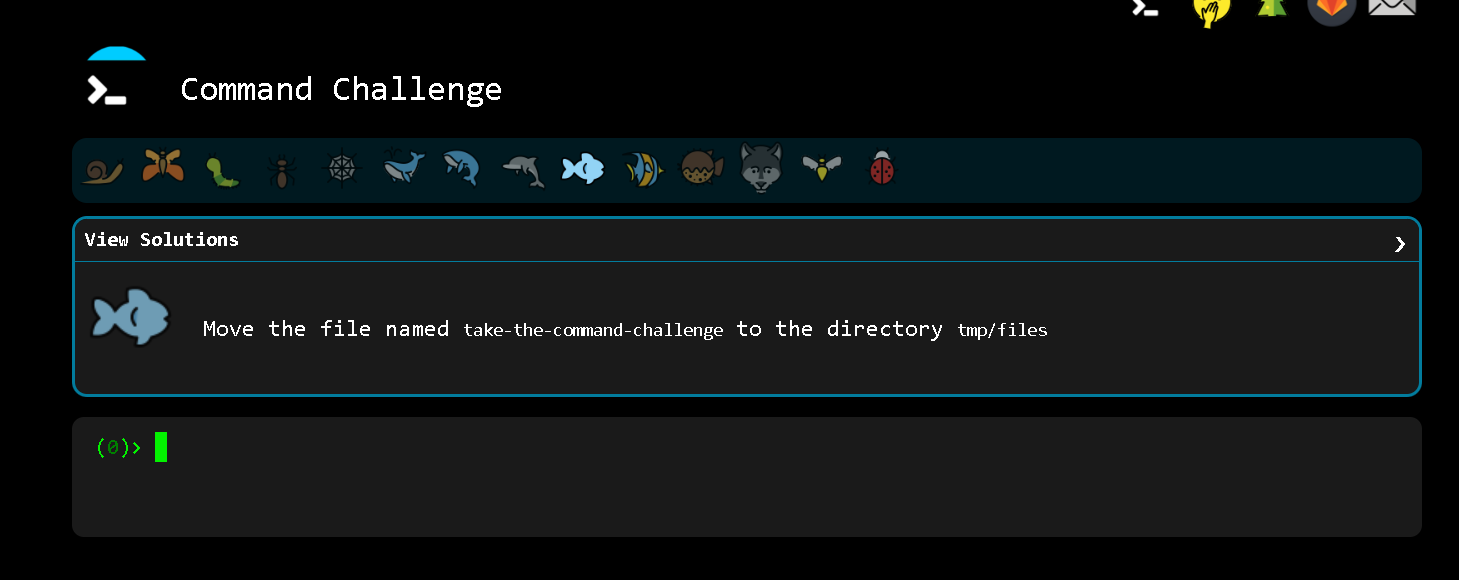 Command Challenge
View Solutions
Move the file named take-the-command-challenge to the directory tmp/files
(0)>